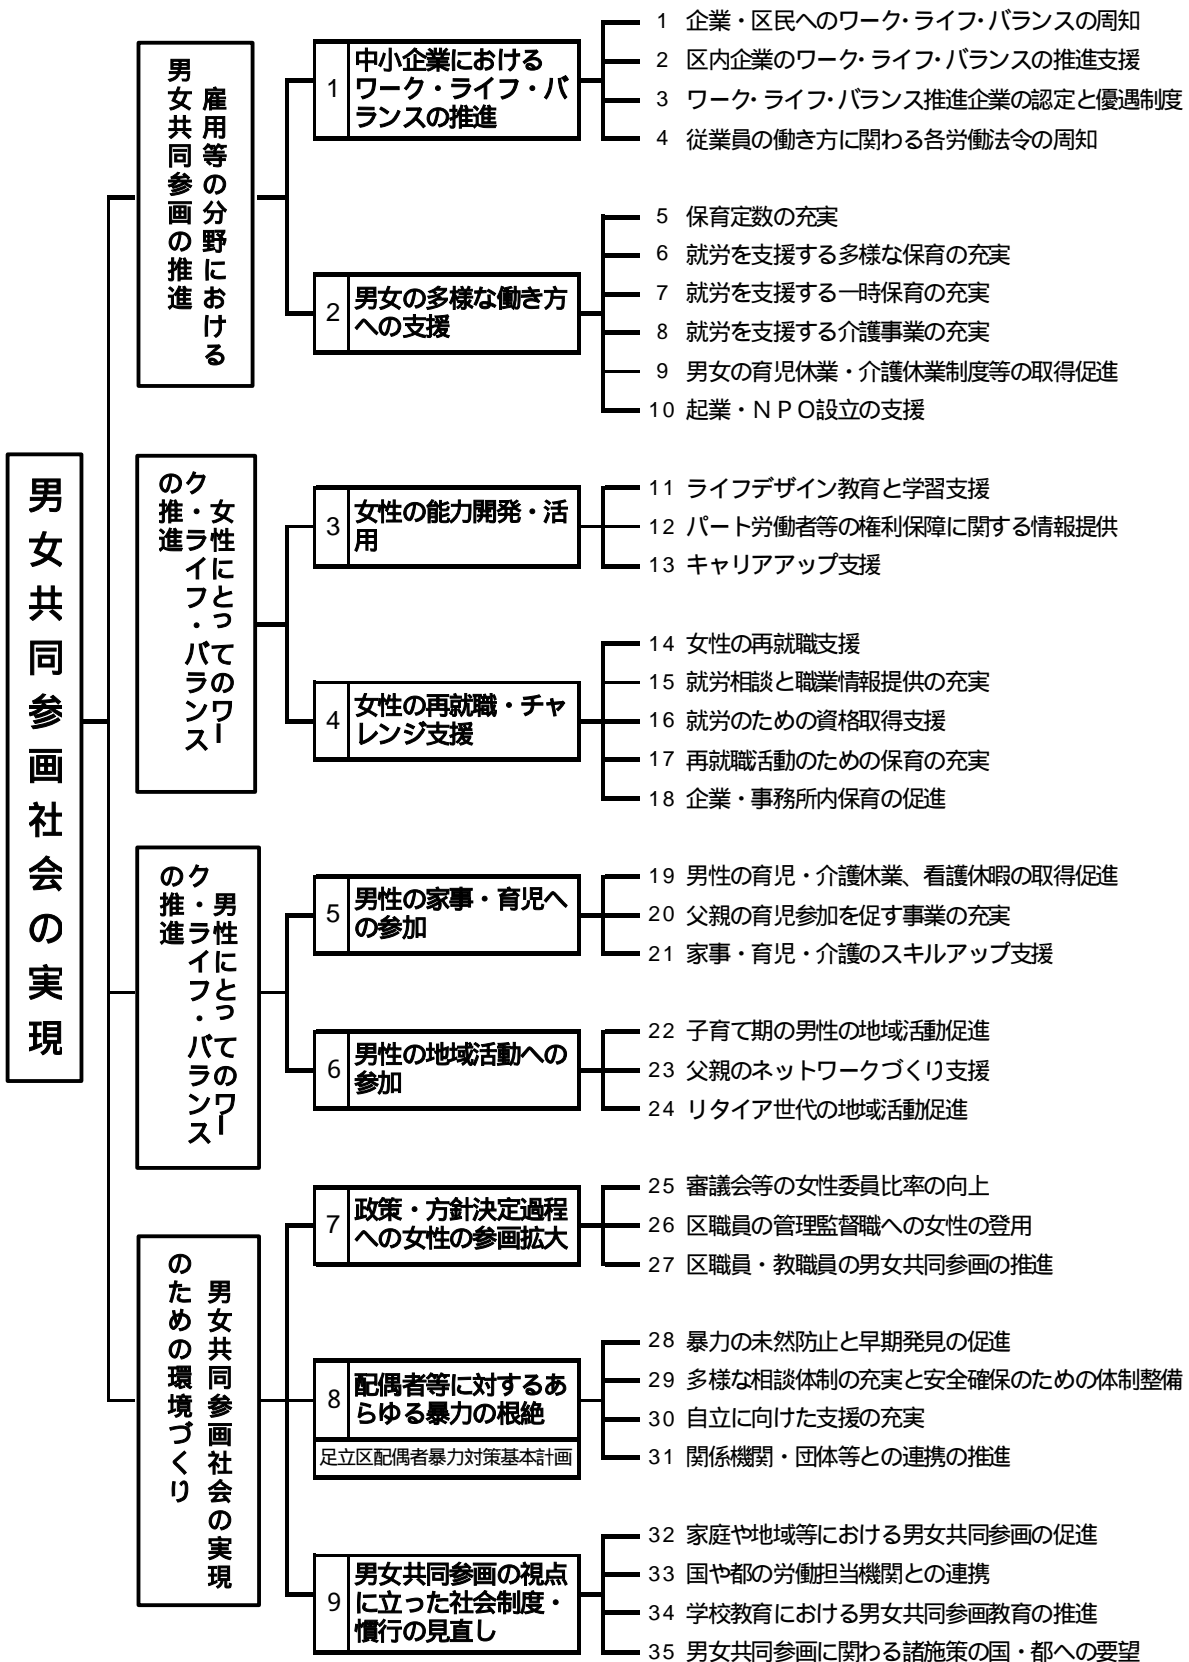 男女共同参画社会の実現
雇用等の分野における
男女共同参画の推進
1 中小企業における
ワーク・ライフ・バ
ランスの推進
1 企業・区民へのワーク・ライフ・バランスの周知
2 区内企業のワーク・ライフ・バランスの推進支援
3 ワーク・ライフ・バランス推進企業の認定と優遇制度
4 従業員の働き方に関わる各労働法令の周知
2 男女の多様な働き方
への支援
5 保育定数の充実
6 就労を支援する多様な保育の充実
7 就労を支援する一時保育の充実
8 就労を支援する介護事業の充実
9 男女の育児休業・介護休業制度等の取得促進
10 起業・ＮＰＯ設立の支援
女性にとってのワー
ク・ライフ・バランス
の推進
3 女性の能力開発・活
用
11 ライフデザイン教育と学習支援
12 パート労働者等の権利保障に関する情報提供
13 キャリアアップ支援
4 女性の再就職・チャ
レンジ支援
14 女性の再就職支援
15 就労相談と職業情報提供の充実
16 就労のための資格取得支援
17 再就職活動のための保育の充実
18 企業・事務所内保育の促進
男性にとってのワー
ク・ライフ・バランス
の推進
5 男性の家事・育児へ
の参加
19 男性の育児・介護休業、看護休暇の取得促進
20 父親の育児参加を促す事業の充実
21 家事・育児・介護のスキルアップ支援
6 男性の地域活動への
参加
22 子育て期の男性の地域活動促進
23 父親のネットワークづくり支援
24 リタイア世代の地域活動促進
男女共同参画社会の実現
のための環境づくり
7 政策・方針決定過程
への女性の参画拡大
25 審議会等の女性委員比率の向上
26 区職員の管理監督職への女性の登用
27 区職員・教職員の男女共同参画の推進
8 配偶者等に対するあ
らゆる暴力の根絶
足立区配偶者暴力対策基本計画
28 暴力の未然防止と早期発見の促進
29 多様な相談体制の充実と安全確保のための体制整備
30 自立に向けた支援の充実
31 関係機関・団体等との連携の推進
9 男女共同参画の視点
に立った社会制度・
慣行の見直し
32 家庭や地域等における男女共同参画の促進
33 国や都の労働担当機関との連携
34 学校教育における男女共同参画教育の推進
35 男女共同参画に関わる諸施策の国・都への要望